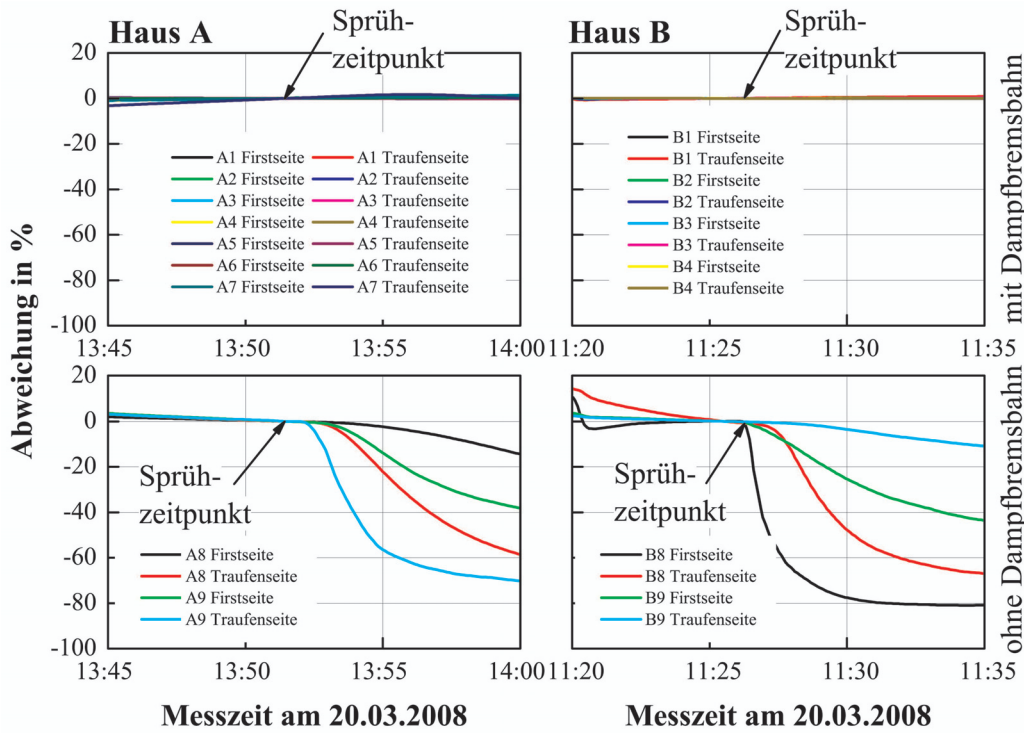 Haus A
Sprüh-
zeitpunkt
Haus B
Sprüh-
zeitpunkt
20
0
-20
-40
-60
-80
-100
A1 Firstseite A1 Traufenseite
A2 Firstseite A2 Traufenseite
A3 Firstseite A3 Traufenseite
A4 Firstseite A4 Traufenseite
A5 Firstseite A5 Traufenseite
A6 Firstseite A6 Traufenseite
A7 Firstseite A7 Traufenseite
B1 Firstseite
B1 Traufenseite
B2 Firstseite
B2 Traufenseite
B3 Firstseite
B3 Traufenseite
B4 Firstseite
B4 Traufenseite
mit Dampfbremsbahn
13:45 13:50 13:55 14:00
11:20 11:25 11:30 11:35
Abweichung in %
20
0
-20
-40
-60
-80
-100
Sprüh-
zeitpunkt
A8 Firstseite
A8 Traufenseite
A9 Firstseite
A9 Traufenseite
Sprüh-
zeitpunkt
B8 Firstseite
B8 Traufenseite
B9 Firstseite
B9 Traufenseite
ohne Dampfbremsbahn
13:45 13:50 13:55 14:00
11:20 11:25 11:30 11:35
Messzeit am 20.03.2008
Messzeit am 20.03.2008